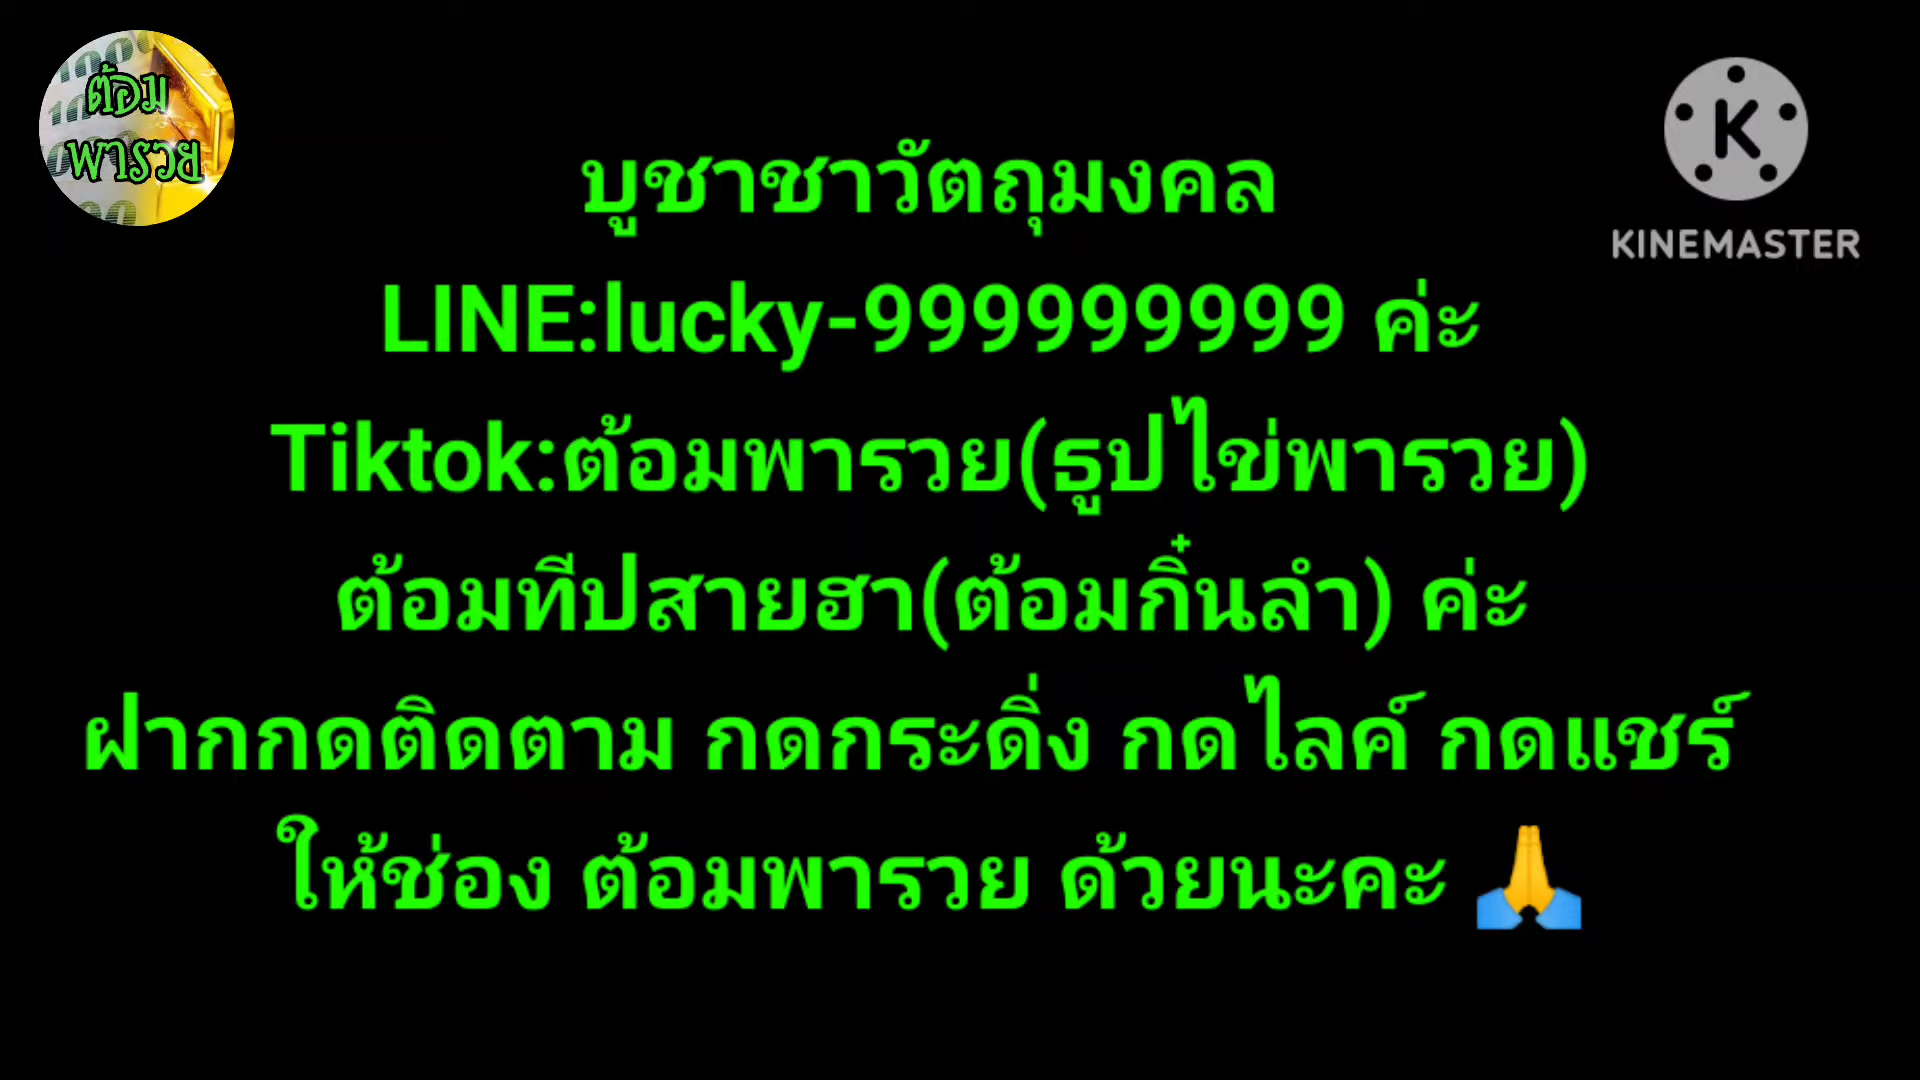 ต้อม
พารวย
KINEMASTER
บูชาชาวัตถุมงคล
LINE:lucky-999999999 ค่ะ
Tiktok:ต้อมพารวย(ธูปไข่พารวย)
ต้อมทีปสายฮา(ต้อมกิ๋นลำ) ค่ะ
ฝากกดติดตาม กดกระดิ่ง กดไลค์ กดแชร์
ให้ช่อง ต้อมพารวย ด้วยนะคะ 🙏